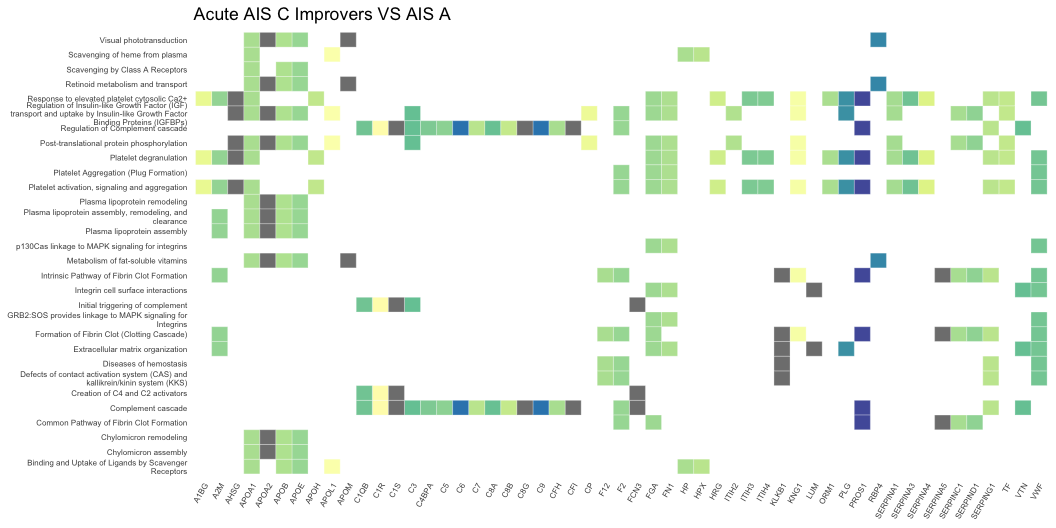 Acute AIS C Improvers VS AIS A
Visual phototransduction
Scavenging of heme from plasma
Scavenging by Class A Receptors
Retinoid metabolism and transport
Response to elevated platelet cytosolic Ca2+
Regulation of Insulin-like Growth Factor (IGF)
transport and uptake by Insulin-like Growth Factor
Binding Proteins (IGFBPs)
Regulation of Complement cascade
Post-translational protein phosphorylation
Platelet degranulation
Platelet Aggregation (Plug Formation)
Platelet activation, signaling and aggregation
Plasma lipoprotein remodeling
Plasma lipoprotein assembly, remodeling, and
clearance
Plasma lipoprotein assembly
p130Cas linkage to MAPK signaling for integrins
Metabolism of fat-soluble vitamins
Intrinsic Pathway of Fibrin Clot Formation
Integrin cell surface interactions
Initial triggering of complement
GRB2:SOS provides linkage to MAPK signaling for
Integrins
Formation of Fibrin Clot (Clotting Cascade)
Extracellular matrix organization
Diseases of hemostasis
Defects of contact activation system (CAS) and
kallikrein/kinin system (KKS)
Creation of C4 and C2 activators
Complement cascade
Common Pathway of Fibrin Clot Formation
Chylomicron remodeling
Chylomicron assembly
Binding and Uptake of Ligands by Scavenger
Receptors
A1BG
A2M
AHSG
APOA1
APOA2
APOB
APOE
APOH
APOL1
APOM
C1QB
C1R
C1S
C3
C4BPA
C5
C6
C7
C8A
C8B
C8G
C9
CFH
CFI
CP
F12
F2
FCN3
FGA
FN1
HP
HPX
HRG
ITIH2
ITIH3
ITIH4
KLKB1
KNG1
LUM
ORM1
PLG
PROS1
RBP4
SERPINA1
SERPINA3
SERPINA4
SERPINA5
SERPINC1
SERPIND1
SERPING1
TF
VTN
VWF